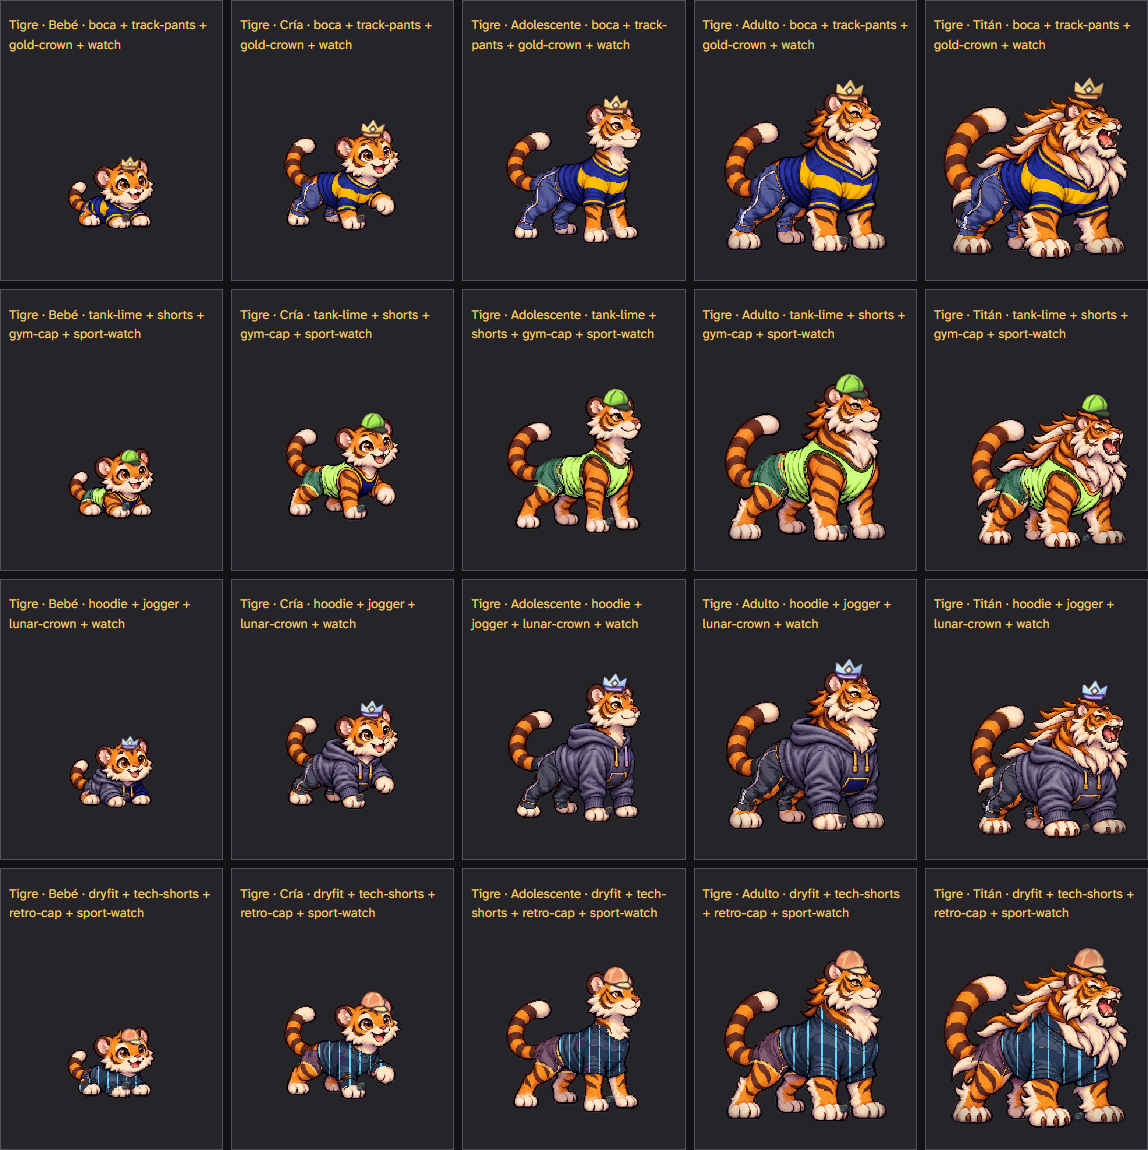 Tigre · Bebé · boca + track-pants +
gold-crown + watch
Tigre · Cría · boca + track-pants +
gold-crown + watch
Tigre · Adolescente · boca + track-
pants + gold-crown + watch
Tigre · Adulto · boca + track-pants +
gold-crown + watch
Tigre · Titán · boca + track-pants +
gold-crown + watch
Tigre · Bebé · tank-lime + shorts +
gym-cap + sport-watch
Tigre · Cría · tank-lime + shorts +
gym-cap + sport-watch
Tigre · Adolescente · tank-lime +
shorts + gym-cap + sport-watch
Tigre · Adulto · tank-lime + shorts +
gym-cap + sport-watch
Tigre · Titán · tank-lime + shorts +
gym-cap + sport-watch
Tigre · Bebé · hoodie + jogger +
lunar-crown + watch
Tigre · Cría · hoodie + jogger +
lunar-crown + watch
Tigre · Adolescente · hoodie +
jogger + lunar-crown + watch
Tigre · Adulto · hoodie + jogger +
lunar-crown + watch
Tigre · Titán · hoodie + jogger +
lunar-crown + watch
Tigre · Bebé · dryfit + tech-shorts +
retro-cap + sport-watch
Tigre · Cría · dryfit + tech-shorts +
retro-cap + sport-watch
Tigre · Adolescente · dryfit + tech-
shorts + retro-cap + sport-watch
Tigre · Adulto · dryfit + tech-shorts
+ retro-cap + sport-watch
Tigre · Titán · dryfit + tech-shorts +
retro-cap + sport-watch